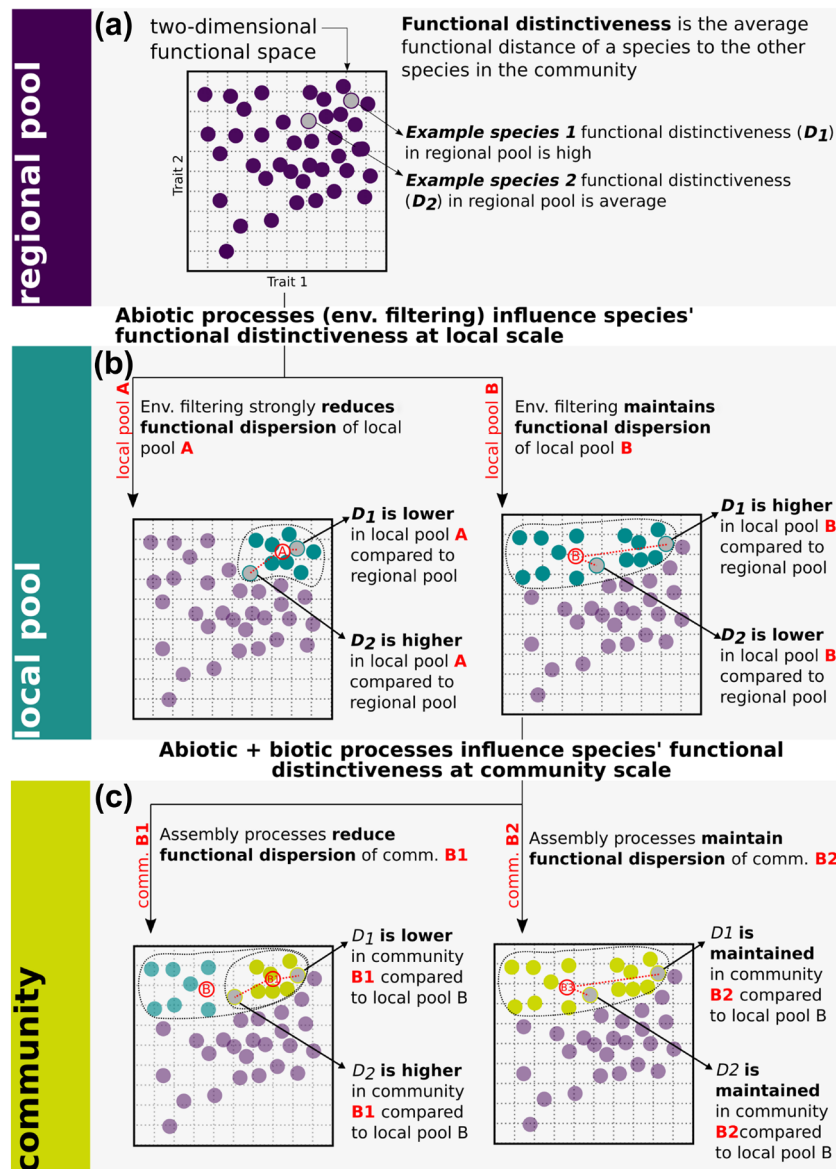 (a)
regional pool
two-dimensional
functional space
Functional distinctiveness is the average
functional distance of a species to the other
species in the community
Trait 2
Trait 1
Example species 1 functional distinctiveness (D1)
in regional pool is high
Example species 2 functional distinctiveness
(D2) in regional pool is average
Abiotic processes (env. filtering) influence species'
functional distinctiveness at local scale
(b)
local pool
local pool A
Env. filtering strongly reduces
functional dispersion of local
pool A
local pool B
Env. filtering maintains
functional dispersion
of local pool B
A
D1 is lower
in local pool A
compared to
regional pool
D2 is higher
in local pool A
compared to
regional pool
B
D1 is higher
in local pool B
compared to
regional pool
D2 is lower
in local pool B
compared to
regional pool
Abiotic + biotic processes influence species' functional
distinctiveness at community scale
(c)
community
comm. B1
Assembly processes reduce
functional dispersion of comm. B1
comm. B2
Assembly processes maintain
functional dispersion of comm. B2
B
B1
D1 is lower
in community
B1 compared
to local pool B
D2 is higher
in community
B1 compared
to local pool B
B3
D1 is
maintained
in community
B2 compared
to local pool B
D2 is
maintained
in community
B2compared
to local pool B